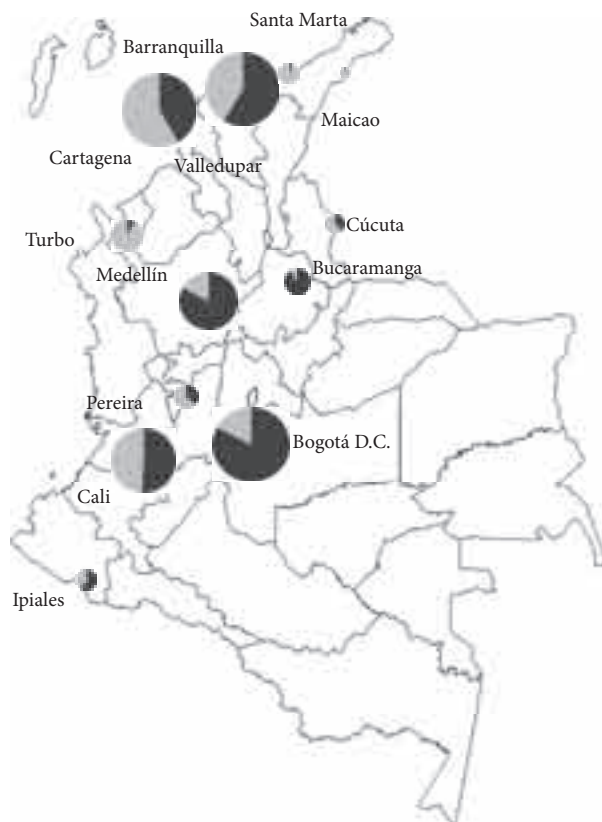 Santa Marta
Barranquilla
Maicao
Cartagena
Valledupar
Turbo
Cúcuta
Medellín
Bucaramanga
Pereira
Bogotá D.C.
Cali
Ipiales